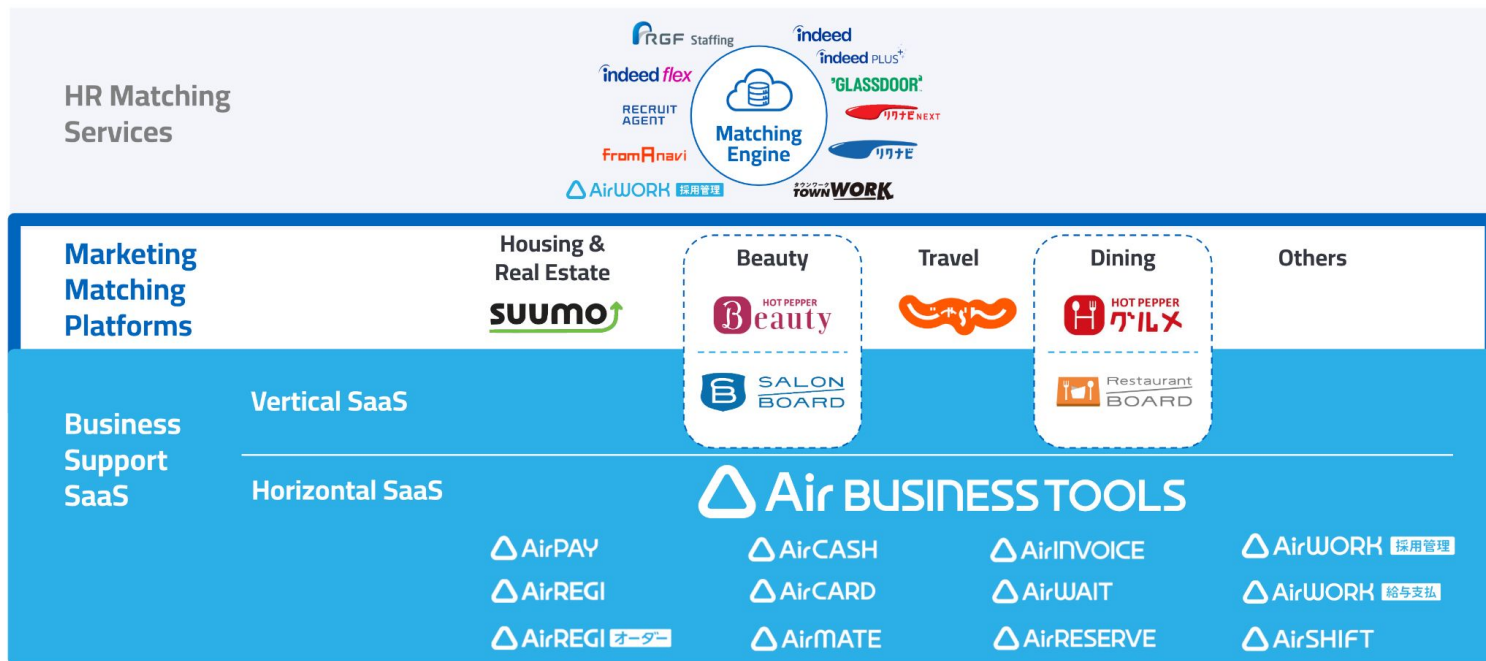 HR Matching
Services
RGF Staffing
indeed
indeed PLUS+
indeed flex
GLASSDOOR
RECRUIT
AGENT
リクナビNEXT
Matching
Engine
fromAnavi
リクナビ
AirWORK 採用管理
タウンワーク
TOWNWORK
Marketing
Matching
Platforms
Housing &
Real Estate
Beauty
Travel
Dining
Others
SUUMO
HOT PEPPER
Beauty
じゃらん
HOT PEPPER
グルメ
Business
Support
SaaS
Vertical SaaS
B SALON
BOARD
Restaurant
BOARD
Horizontal SaaS
Air BUSINESS TOOLS
AirPAY
AirCASH
AirINVOICE
AirWORK 採用管理
AirREGI
AirCARD
AirWAIT
AirWORK 給与支払
AirREGI オーダー
AirMATE
AirRESERVE
AirSHIFT